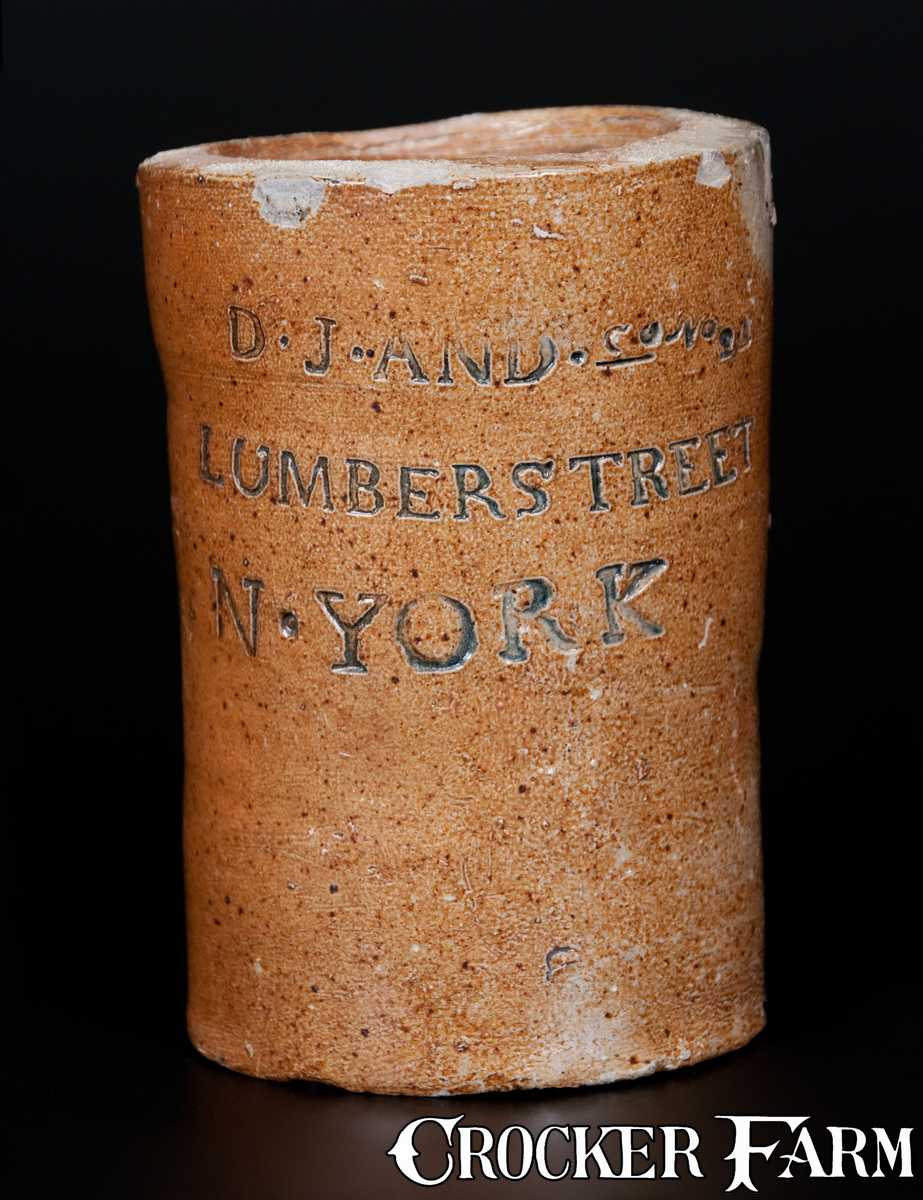 D·J··AND·
LUMBERSTREET
N·YORK
CROCKER FARM